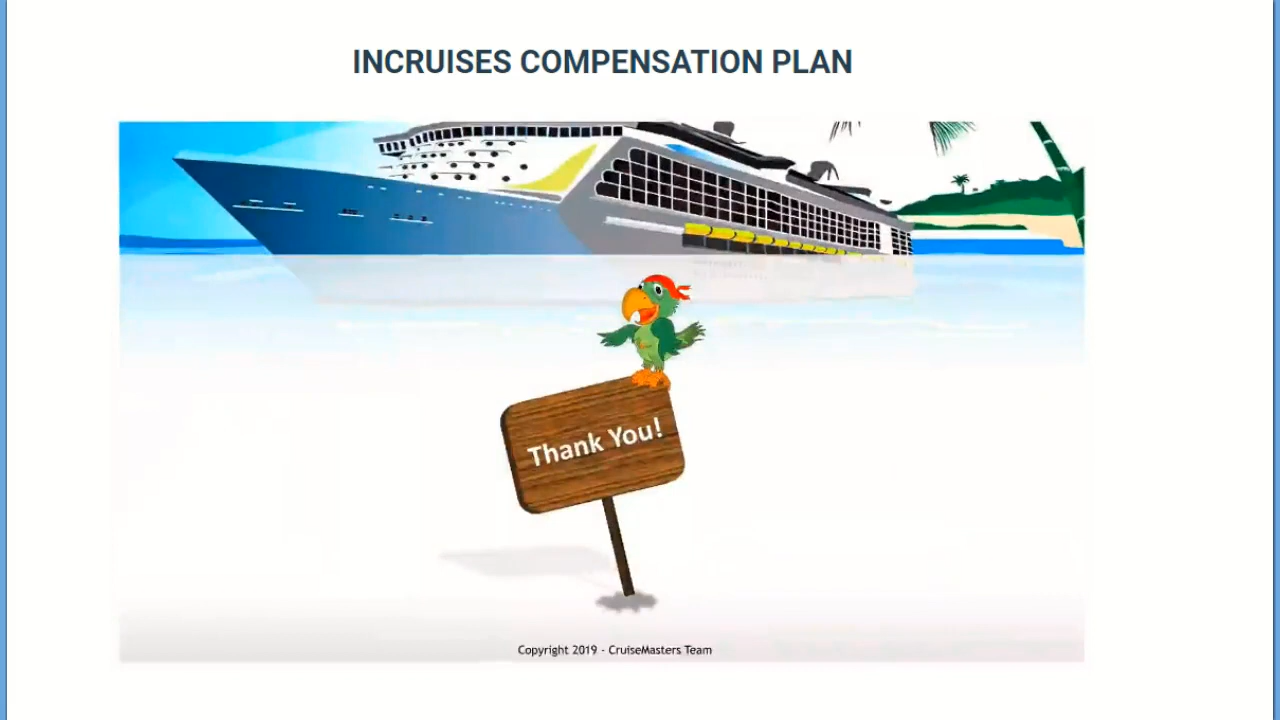 INCRUISES COMPENSATION PLAN
Thank You!
Copyright 2019 - CruiseMasters Team